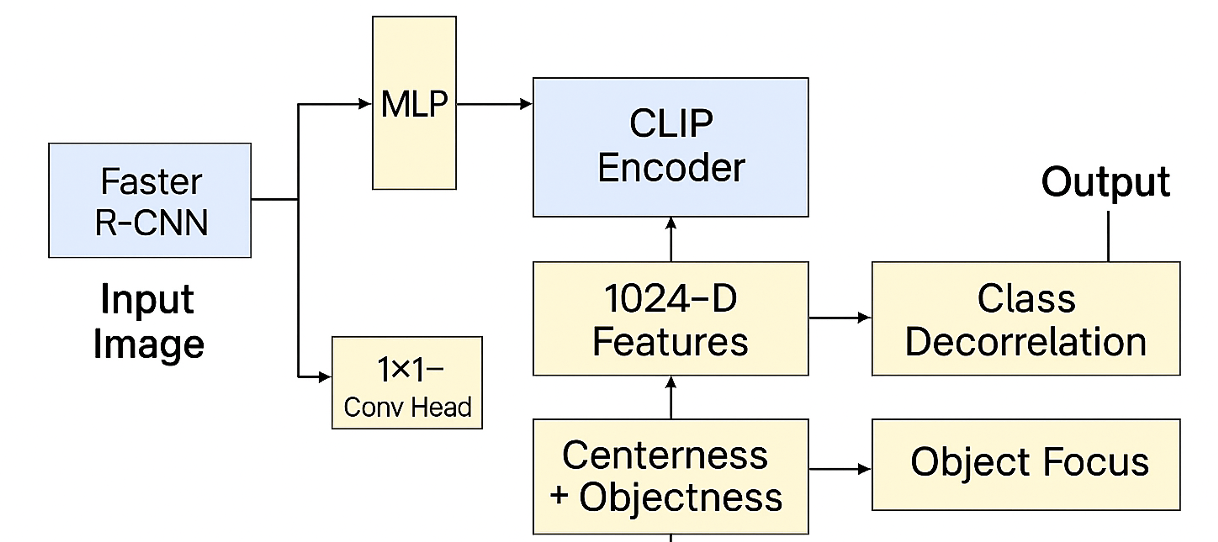 MLP
CLIP
Encoder
Faster
R-CNN
Output
Input
Image
1024-D
Features
Class
Decorrelation
1×1-
Conv Head
Centerness
+ Objectness
Object Focus